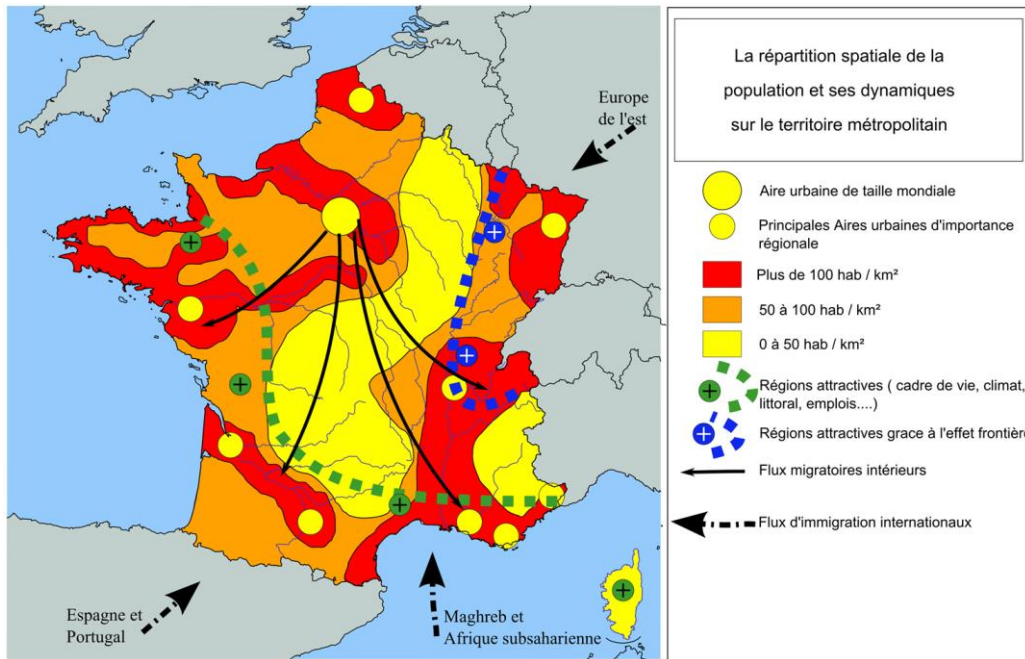 Europe
de l'est
Espagne et
Portugal
Maghreb et
Afrique subsaharienne
La répartition spatiale de la
population et ses dynamiques
sur le territoire métropolitain
Aire urbaine de taille mondiale
Principales Aires urbaines d'importance
régionale
Plus de 100 hab / km²
50 à 100 hab / km²
0 à 50 hab / km²
Régions attractives ( cadre de vie, climat,
littoral, emplois....)
Régions attractives grace à l'effet frontière
Flux migratoires intérieurs
Flux d'immigration internationaux